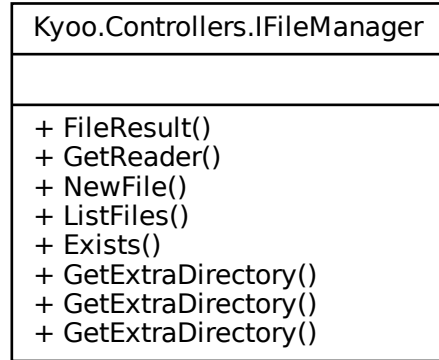 Kyoo.Controllers.IFileManager
+ FileResult()
+ GetReader()
+ NewFile()
+ ListFiles()
+ Exists()
+ GetExtraDirectory()
+ GetExtraDirectory()
+ GetExtraDirectory()